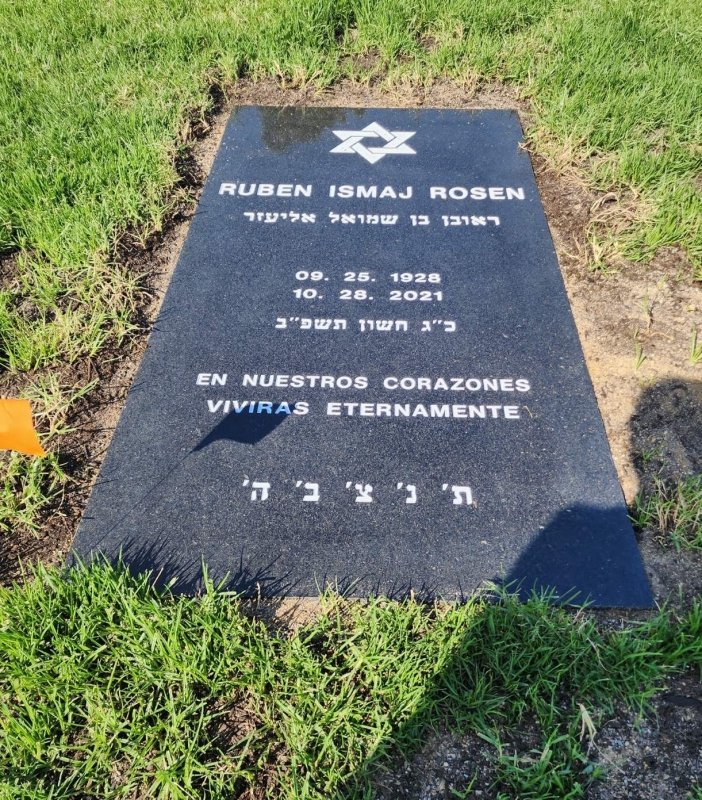 RUBEN ISMAJ ROSEN
ראובן בן שמואל אליעזר
09. 25. 1928
10. 28. 2021
כ״ג חשון תשפ״ב
EN NUESTROS CORAZONES
VIVIRAS ETERNAMENTE
ת׳ נ׳ צ׳ ב׳ ה׳